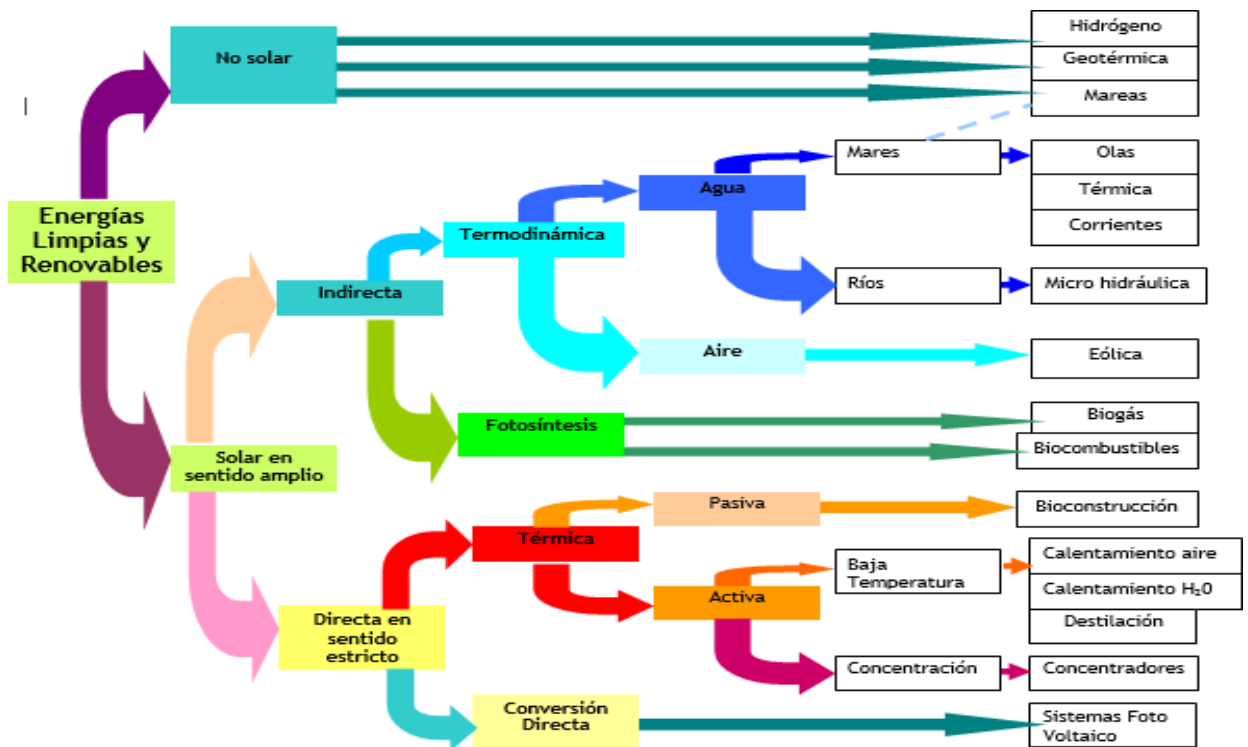 Hidrógeno
No solar
Geotérmica
Mareas
Mares
Olas
Agua
Térmica
Energías
Limpias y
Renovables
Termodinámica
Corrientes
Indirecta
Ríos
Micro hidráulica
Aire
Eólica
Biogás
Fotosíntesis
Biocombustibles
Solar en
sentido amplio
Pasiva
Bioconstrucción
Térmica
Baja
Temperatura
Calentamiento aire
Activa
Calentamiento H₂0
Directa en
sentido
estricto
Destilación
Concentración
Concentradores
Conversión
Directa
Sistemas Foto
Voltaico